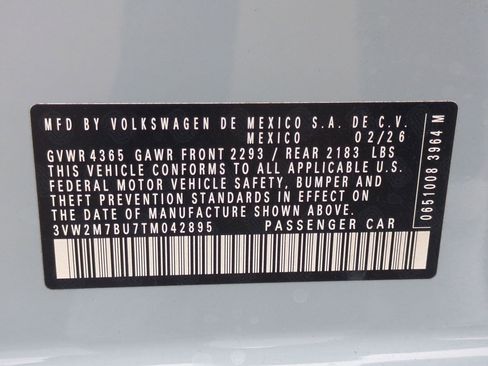 MFD BY VOLKSWAGEN DE MEXICO S.A. DE C.V.
MEXICO 02/26
GVWR 4365 GAWR FRONT 2293 / REAR 2183 LBS
THIS VEHICLE CONFORMS TO ALL APPLICABLE U.S.
FEDERAL MOTOR VEHICLE SAFETY, BUMPER AND
THEFT PREVENTION STANDARDS IN EFFECT ON
THE DATE OF MANUFACTURE SHOWN ABOVE.
3VW2M7BU7TM042895 PASSENGER CAR
0651008 3964 M